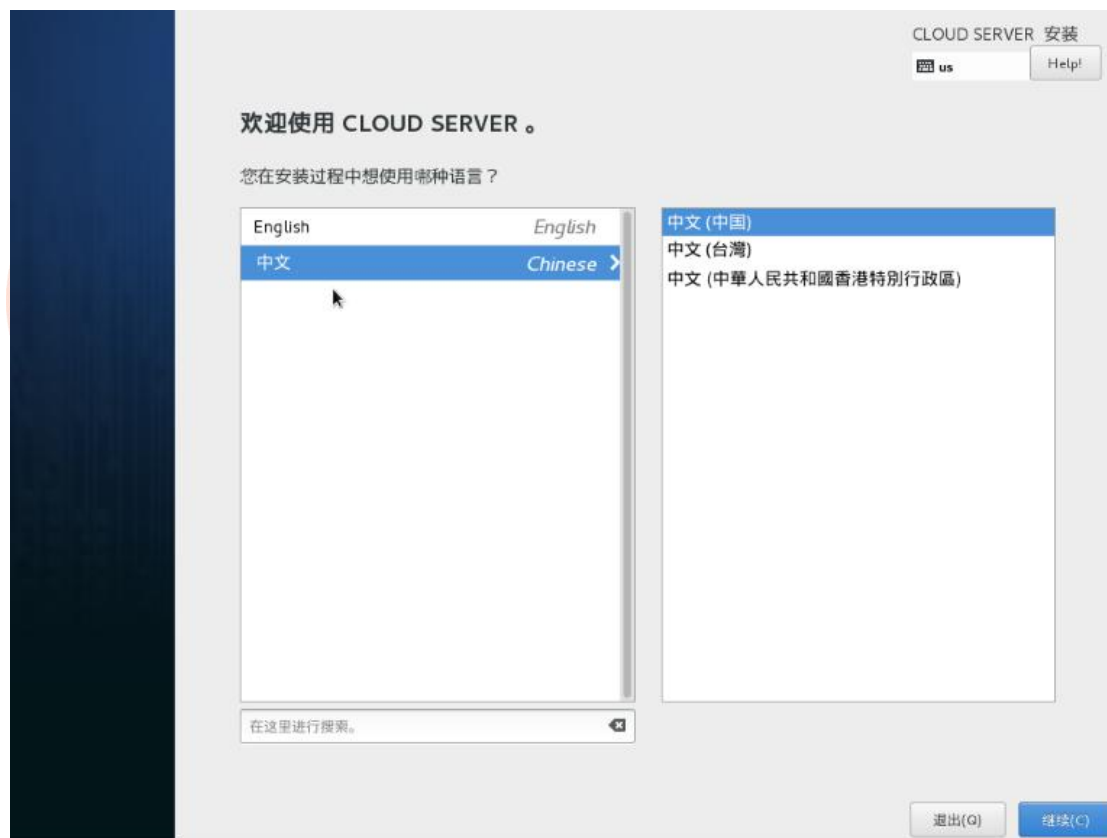 CLOUD SERVER 安装
us
Help!
欢迎使用 CLOUD SERVER 。
您在安装过程中想使用哪种语言？
English English
中文 Chinese
中文 (中国)
中文 (台灣)
中文 (中華人民共和國香港特別行政區)
在这里进行搜索。
退出(Q)
继续(C)